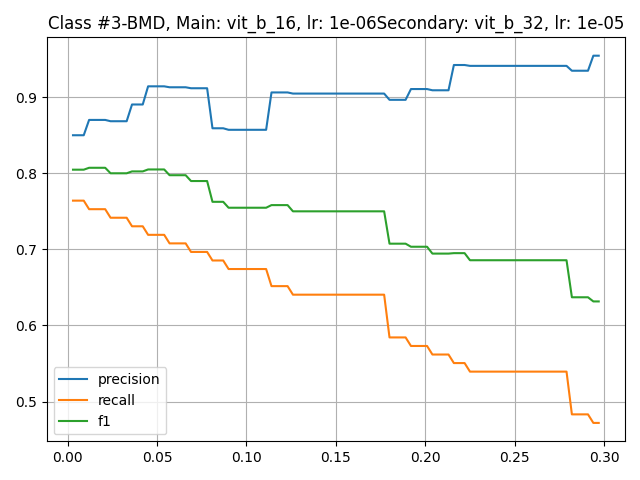 Class #3-BMD, Main: vit_b_16, lr: 1e-06Secondary: vit_b_32, lr: 1e-05
0.9
0.8
0.7
0.6
0.5
precision
recall
f1
0.00 0.05 0.10 0.15 0.20 0.25 0.30